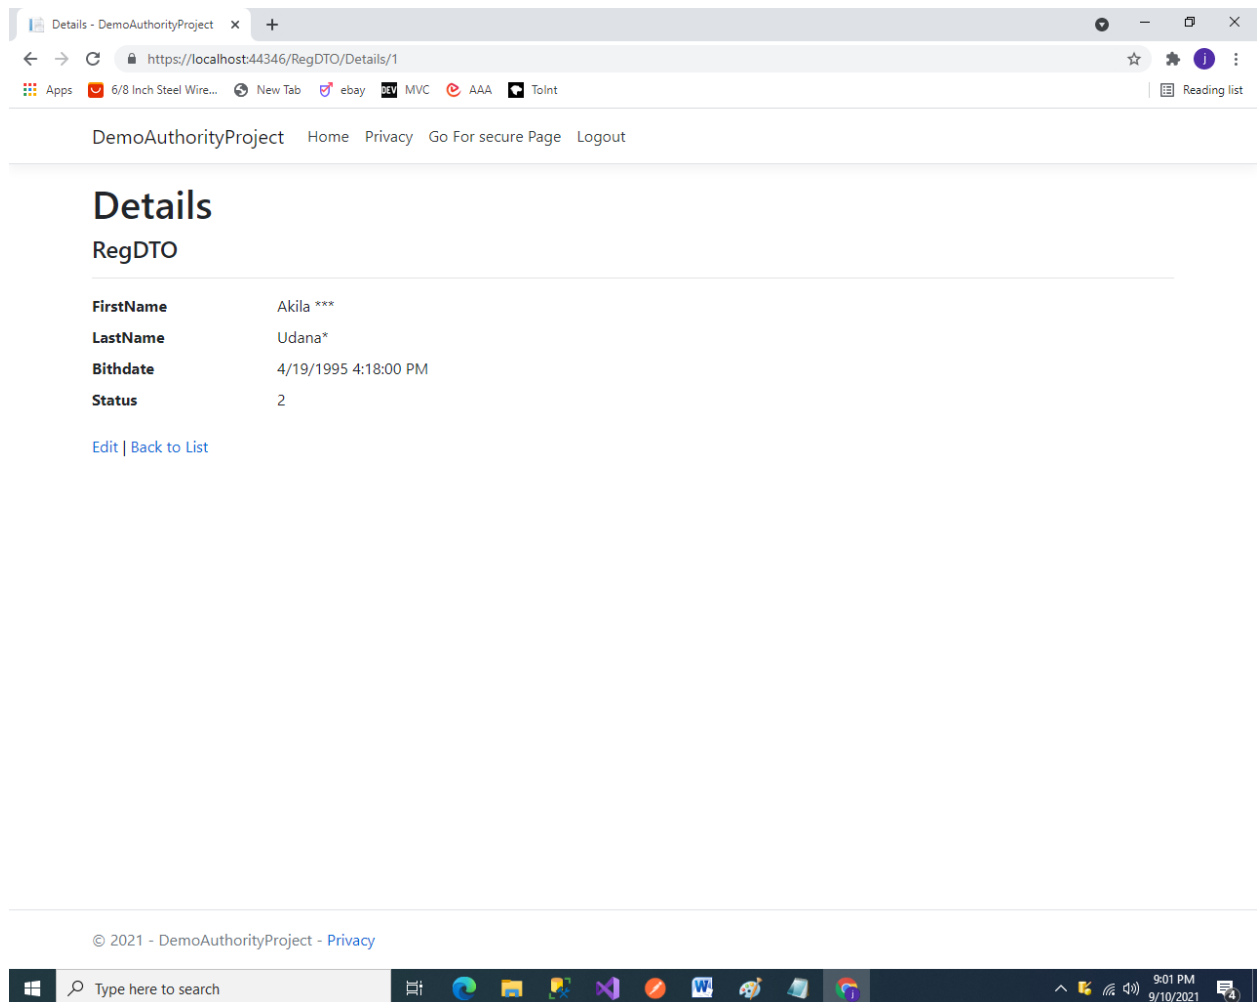 Details - DemoAuthorityProject
https://localhost:44346/RegDTO/Details/1
j
Apps 6/8 Inch Steel Wire... New Tab ebay DEV MVC AAA ToInt Reading list
DemoAuthorityProject Home Privacy Go For secure Page Logout
Details
RegDTO
FirstName Akila ***
LastName Udana*
Bithdate 4/19/1995 4:18:00 PM
Status 2
Edit | Back to List
© 2021 - DemoAuthorityProject - Privacy
Type here to search
9:01 PM
9/10/2021
4